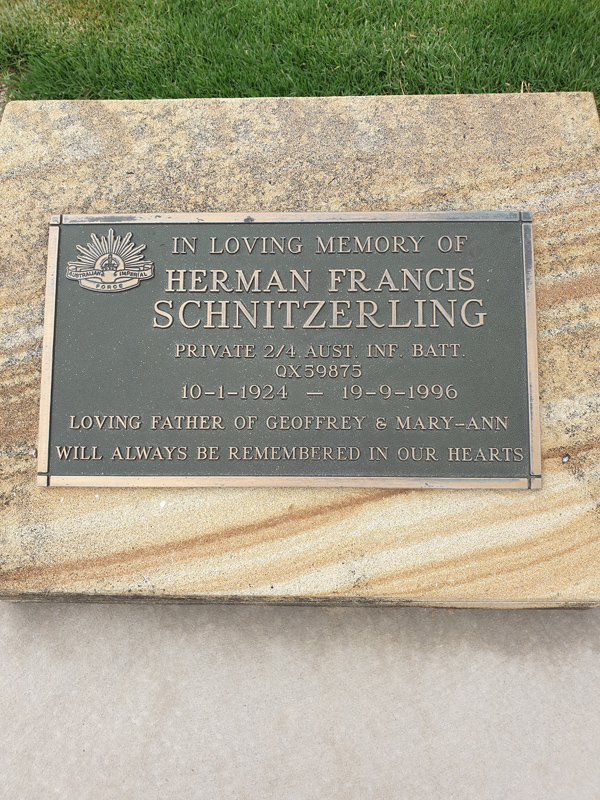 AUSTRALIAN IMPERIAL
FORCE
IN LOVING MEMORY OF
HERMAN FRANCIS
SCHNITZERLING
PRIVATE 2/4 AUST. INF. BATT.
QX59875
10-1-1924 — 19-9-1996
LOVING FATHER OF GEOFFREY & MARY-ANN
WILL ALWAYS BE REMEMBERED IN OUR HEARTS